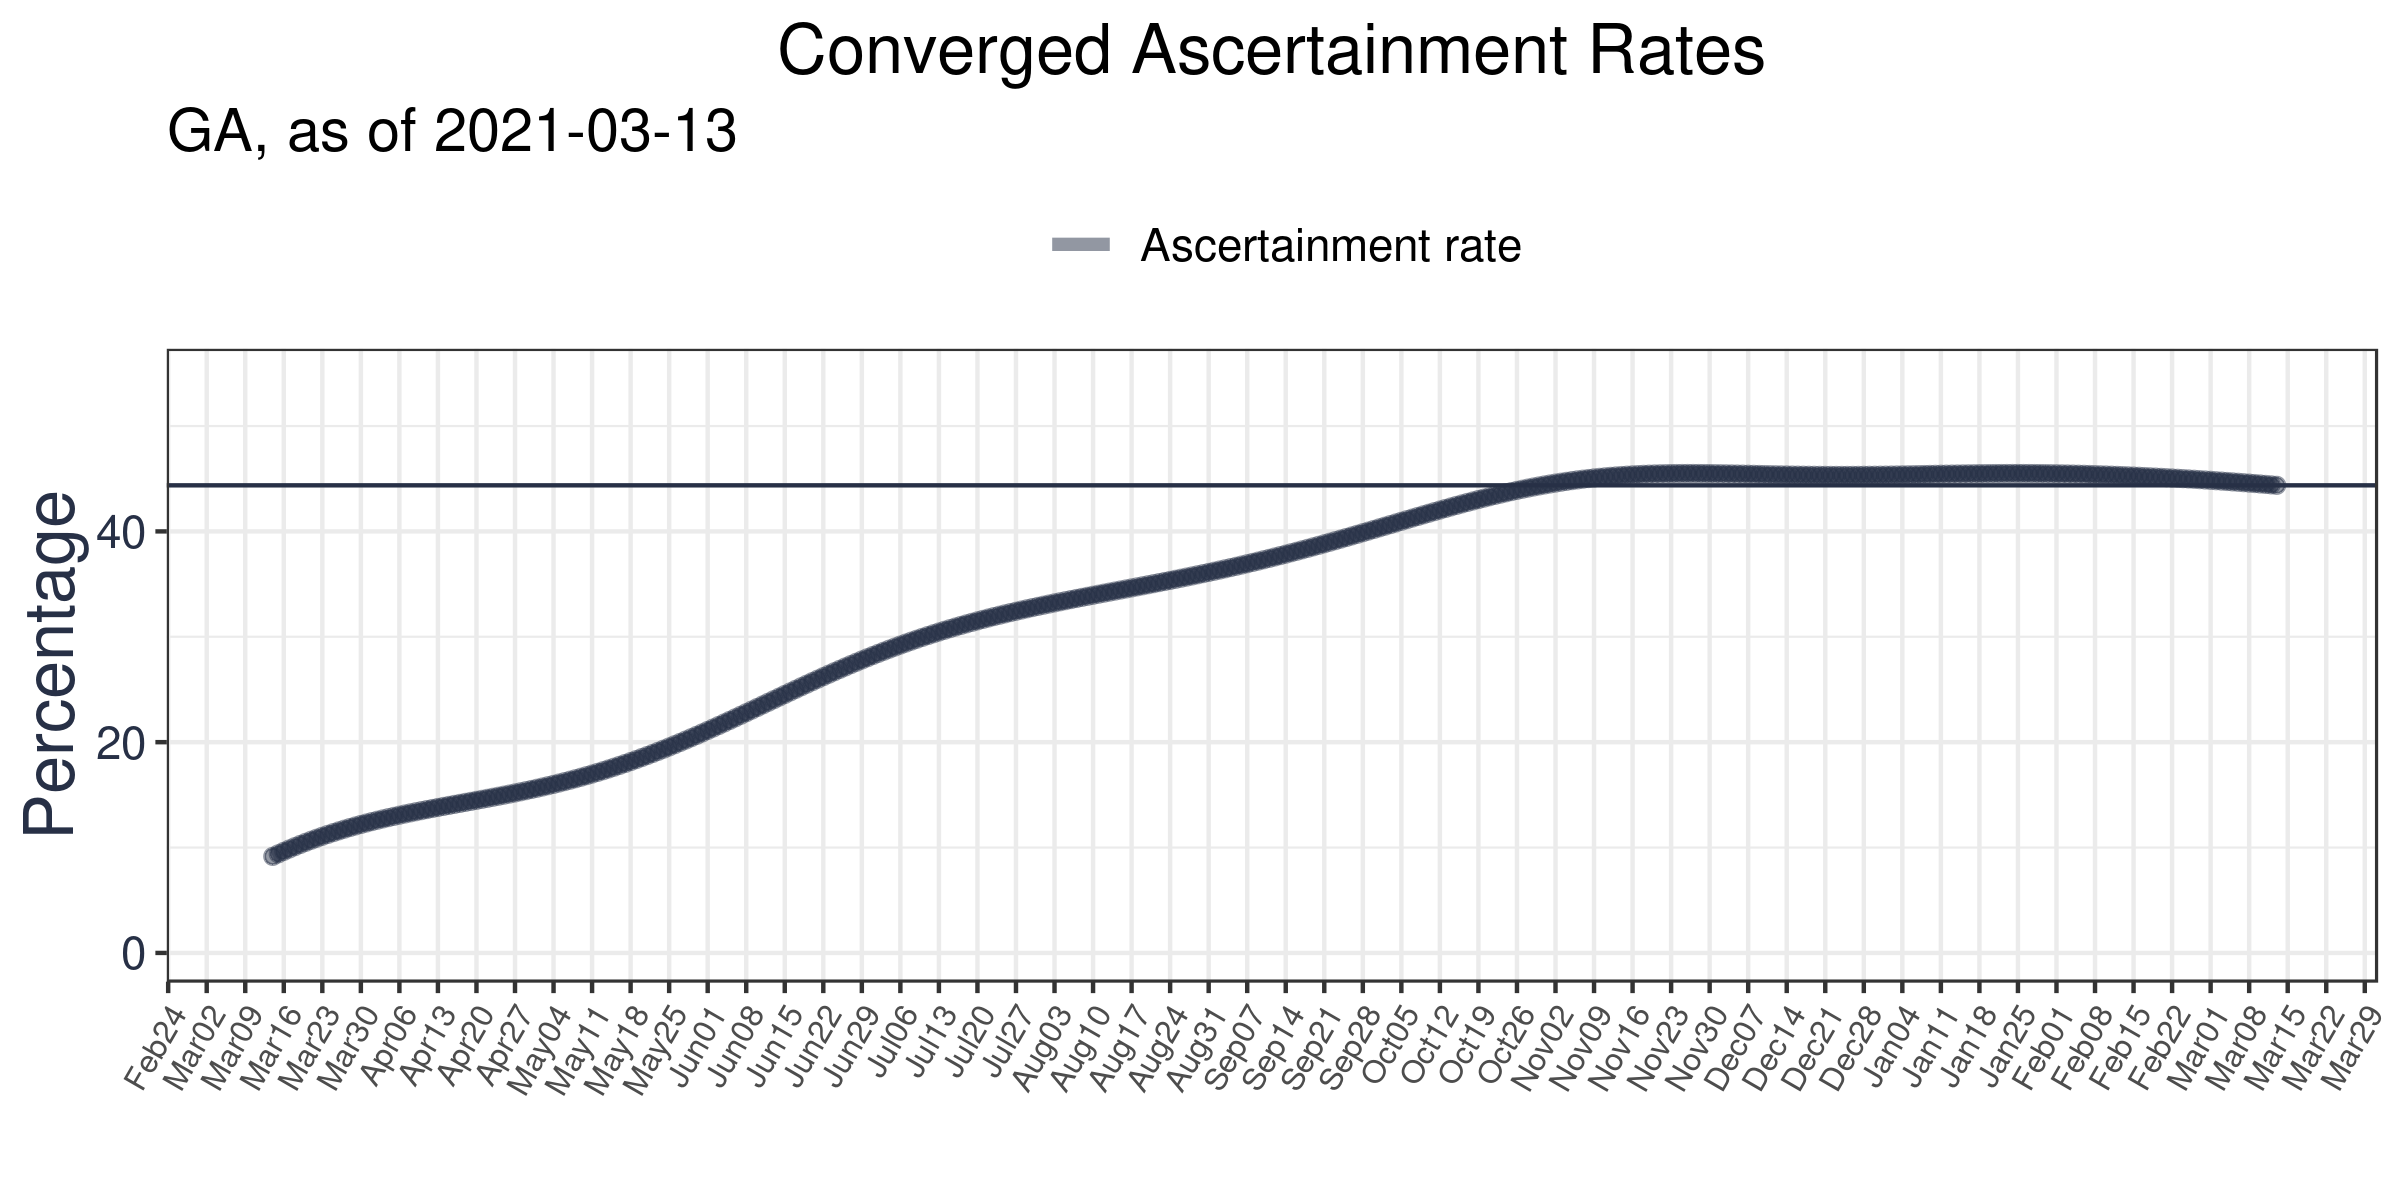 Converged Ascertainment Rates
GA, as of 2021-03-13
Ascertainment rate
Percentage
40
20
0
Feb24
Mar02
Mar09
Mar16
Mar23
Mar30
Apr06
Apr13
Apr20
Apr27
May04
May11
May18
May25
Jun01
Jun08
Jun15
Jun22
Jun29
Jul06
Jul13
Jul20
Jul27
Aug03
Aug10
Aug17
Aug24
Aug31
Sep07
Sep14
Sep21
Sep28
Oct05
Oct12
Oct19
Oct26
Nov02
Nov09
Nov16
Nov23
Nov30
Dec07
Dec14
Dec21
Dec28
Jan04
Jan11
Jan18
Jan25
Feb01
Feb08
Feb15
Feb22
Mar01
Mar08
Mar15
Mar22
Mar29